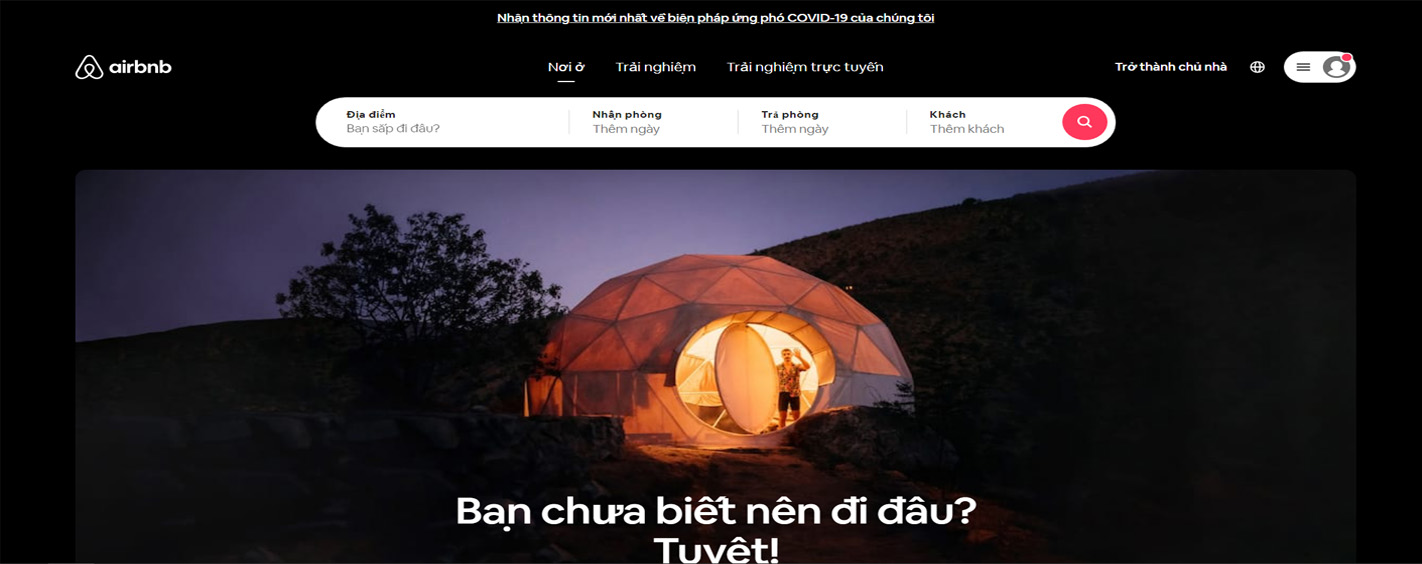 Nhận thông tin mới nhất về biện pháp ứng phó COVID-19 của chúng tôi
airbnb
Nơi ở Trải nghiệm Trải nghiệm trực tuyến
Trở thành chủ nhà
Địa điểm
Bạn sắp đi đâu?
Nhận phòng
Thêm ngày
Trả phòng
Thêm ngày
Khách
Thêm khách
Bạn chưa biết nên đi đâu?
Tuyệt!